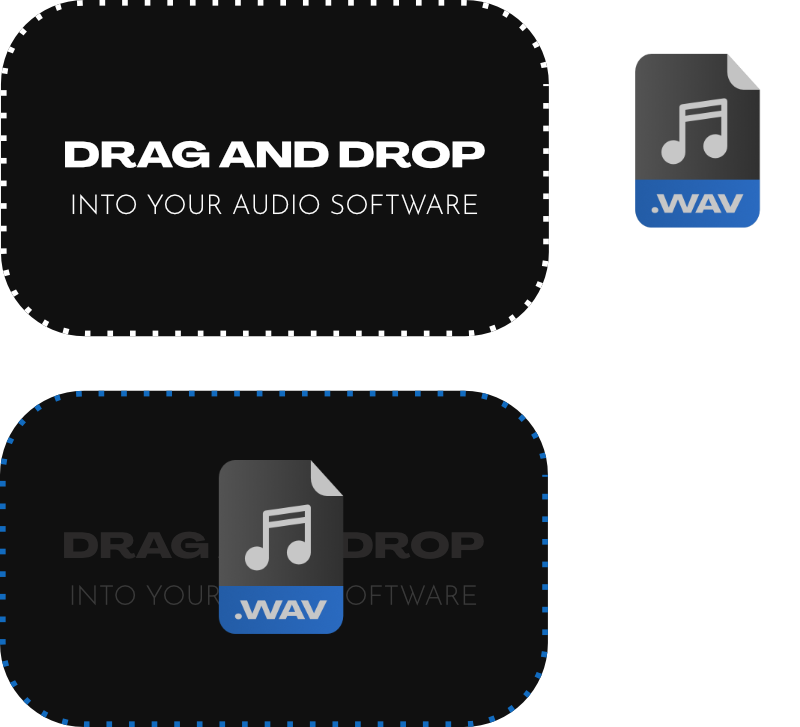 DRAG AND DROP
INTO YOUR AUDIO SOFTWARE
.WAV
DRAG DROP
INTO YOUR OFTWARE
.WAV